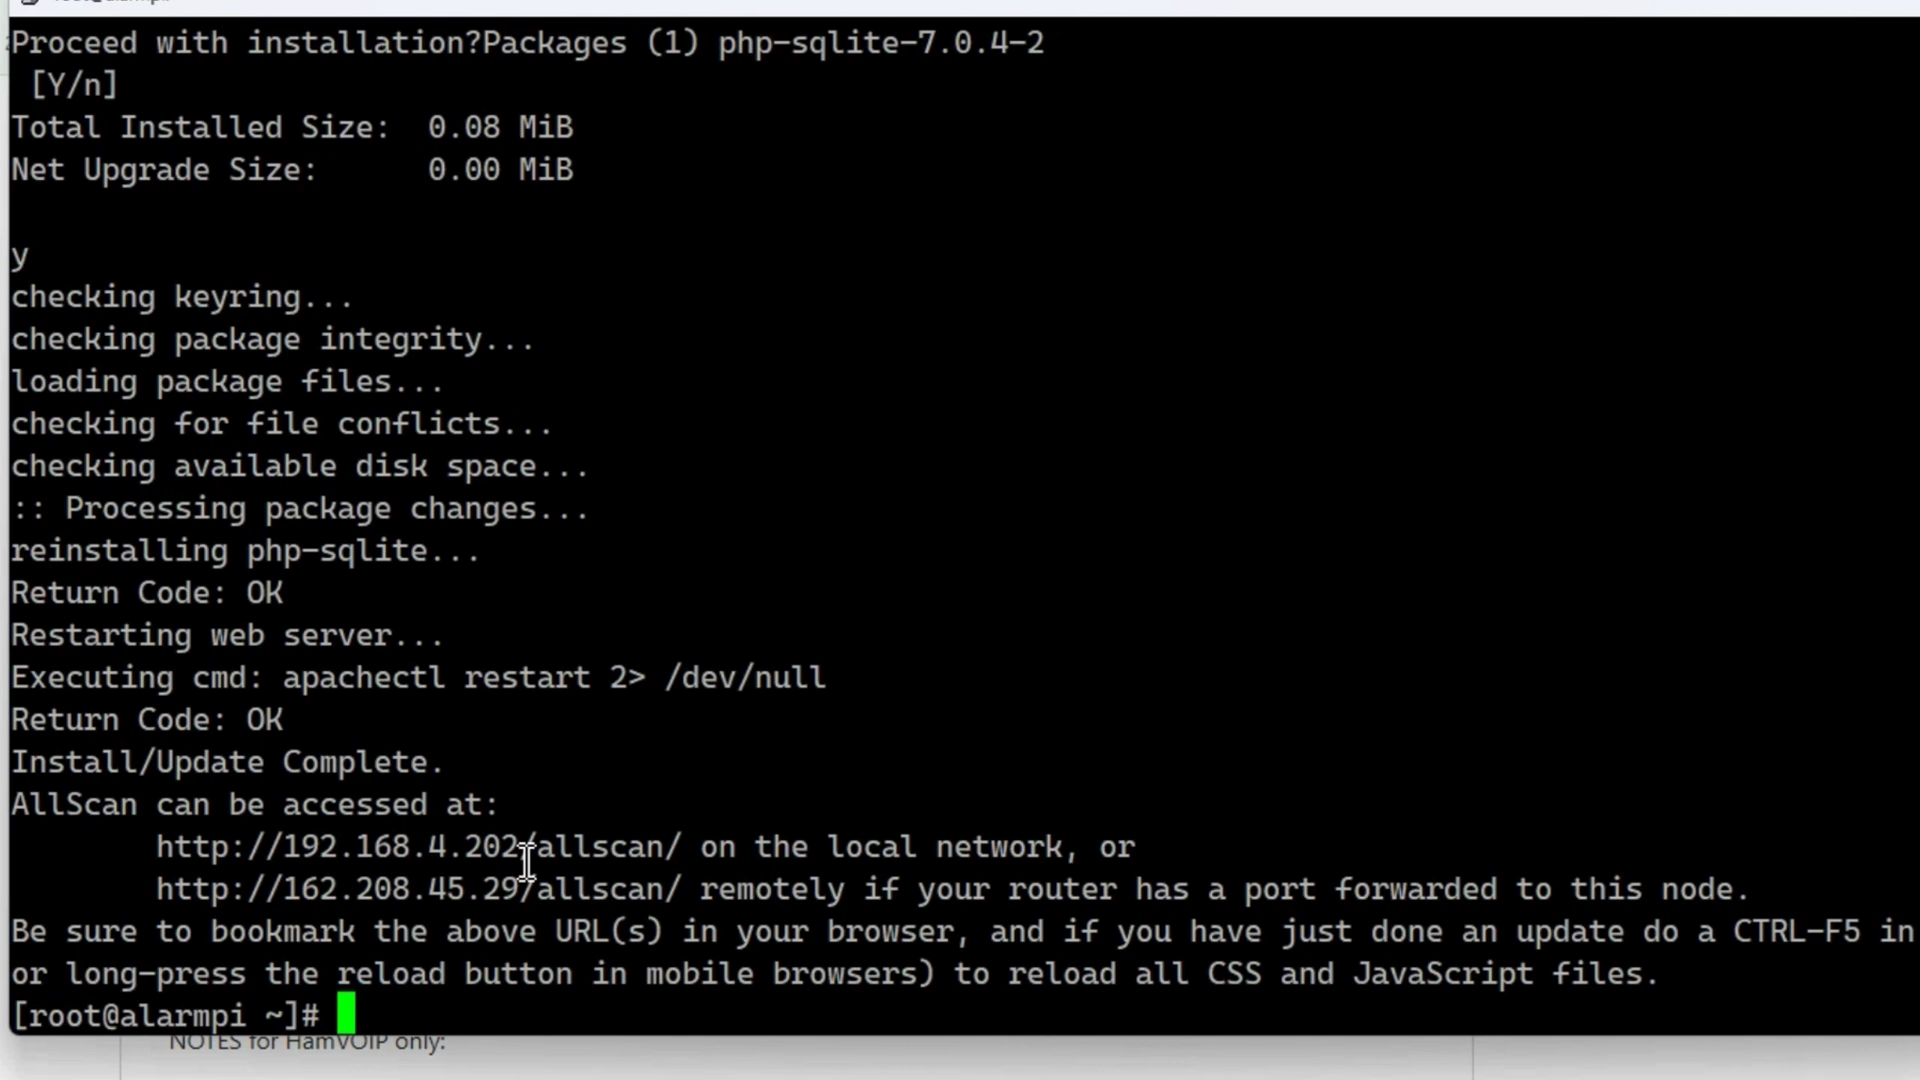 Proceed with installation?Packages (1) php-sqlite-7.0.4-2
[Y/n]
Total Installed Size:  0.08 MiB
Net Upgrade Size:      0.00 MiB
y
checking keyring...
checking package integrity...
loading package files...
checking for file conflicts...
checking available disk space...
:: Processing package changes...
reinstalling php-sqlite...
Return Code: OK
Restarting web server...
Executing cmd: apachectl restart 2> /dev/null
Return Code: OK
Install/Update Complete.
AllScan can be accessed at:
http://192.168.4.202/allscan/ on the local network, or
http://162.208.45.29/allscan/ remotely if your router has a port forwarded to this node.
Be sure to bookmark the above URL(s) in your browser, and if you have just done an update do a CTRL-F5 in
or long-press the reload button in mobile browsers) to reload all CSS and JavaScript files.
[root@alarmpi ~]#
NOTES for HamVOIP only: